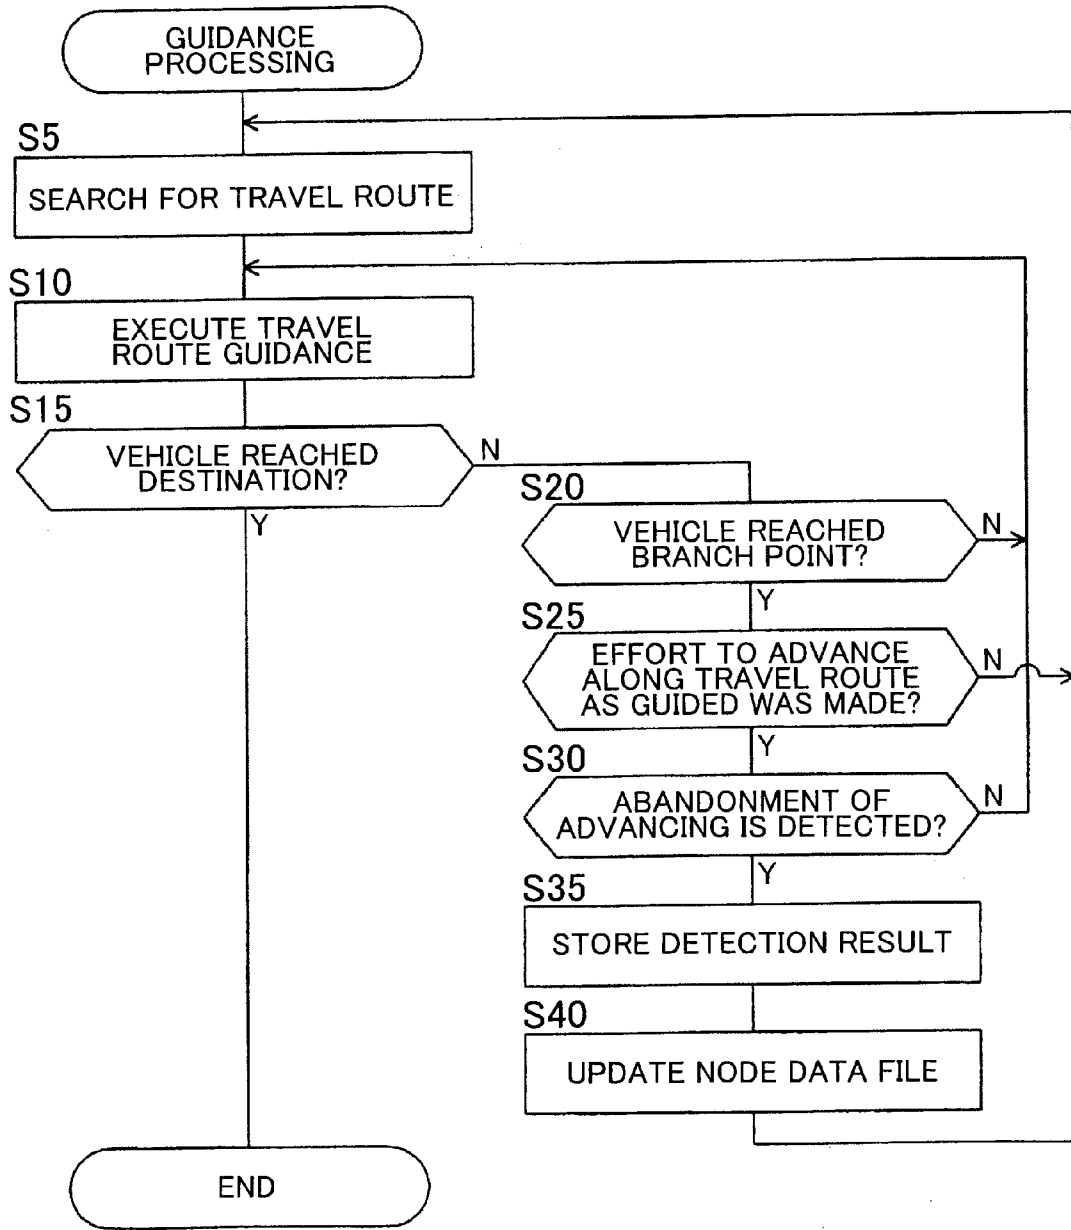 GUIDANCE
PROCESSING
S5
SEARCH FOR TRAVEL ROUTE
S10
EXECUTE TRAVEL
ROUTE GUIDANCE
S15
VEHICLE REACHED
DESTINATION?
N
Y
S20
VEHICLE REACHED
BRANCH POINT?
N
Y
S25
EFFORT TO ADVANCE
ALONG TRAVEL ROUTE
AS GUIDED WAS MADE?
N
Y
S30
ABANDONMENT OF
ADVANCING IS DETECTED?
N
Y
S35
STORE DETECTION RESULT
S40
UPDATE NODE DATA FILE
END